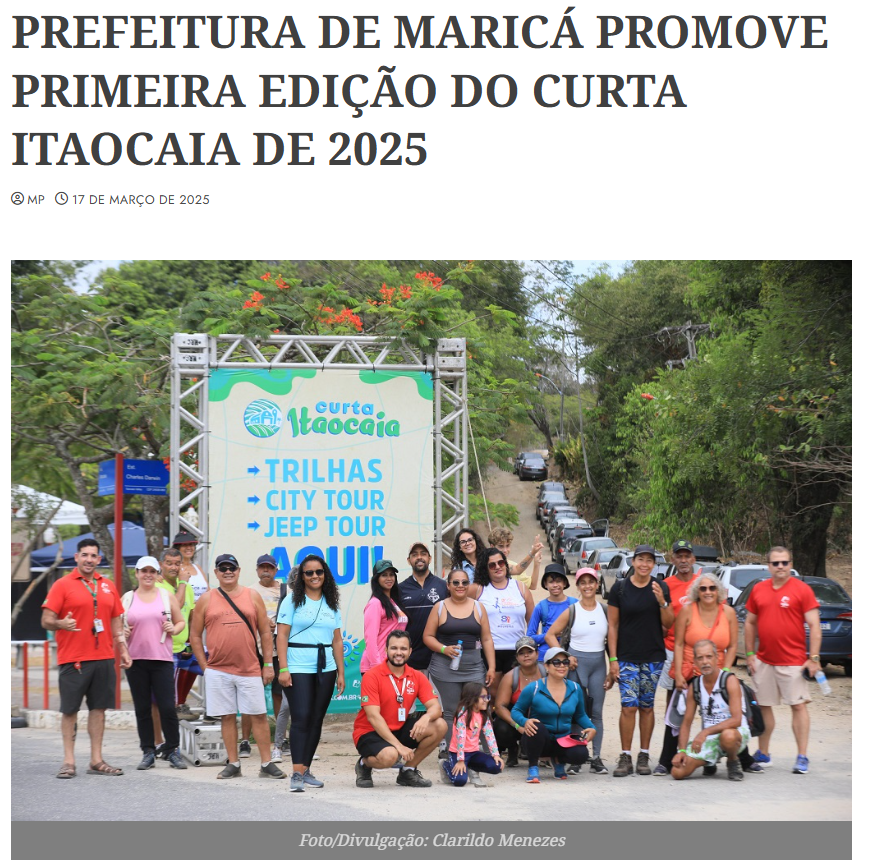 PREFEITURA DE MARICÁ PROMOVE
PRIMEIRA EDIÇÃO DO CURTA
ITAOCAIA DE 2025
MP 17 DE MARÇO DE 2025
curta
Itaocaia
TRILHAS
CITY TOUR
JEEP TOUR
AQUI!
Est.
Charles Darwin
Foto/Divulgação: Clarildo Menezes